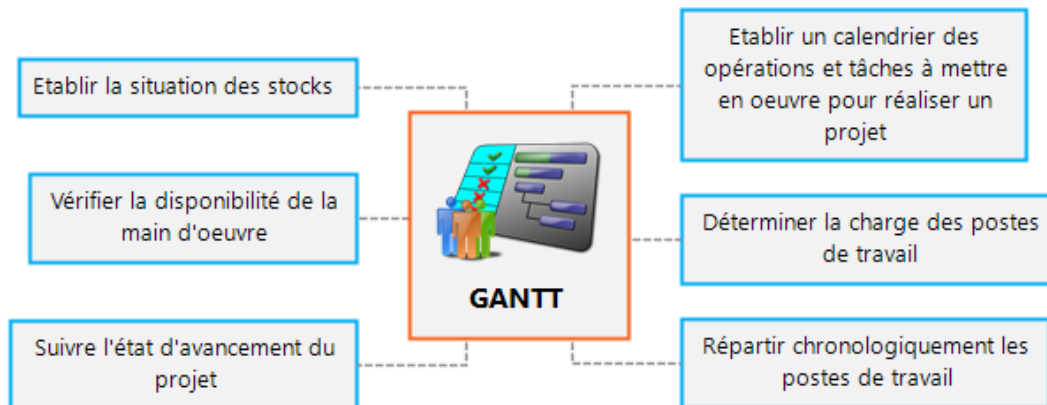 Etablir la situation des stocks
Vérifier la disponibilité de la
main d'oeuvre
Suivre l'état d'avancement du
projet
GANTT
Etablir un calendrier des
opérations et tâches à mettre
en oeuvre pour réaliser un
projet
Déterminer la charge des postes
de travail
Répartir chronologiquement les
postes de travail